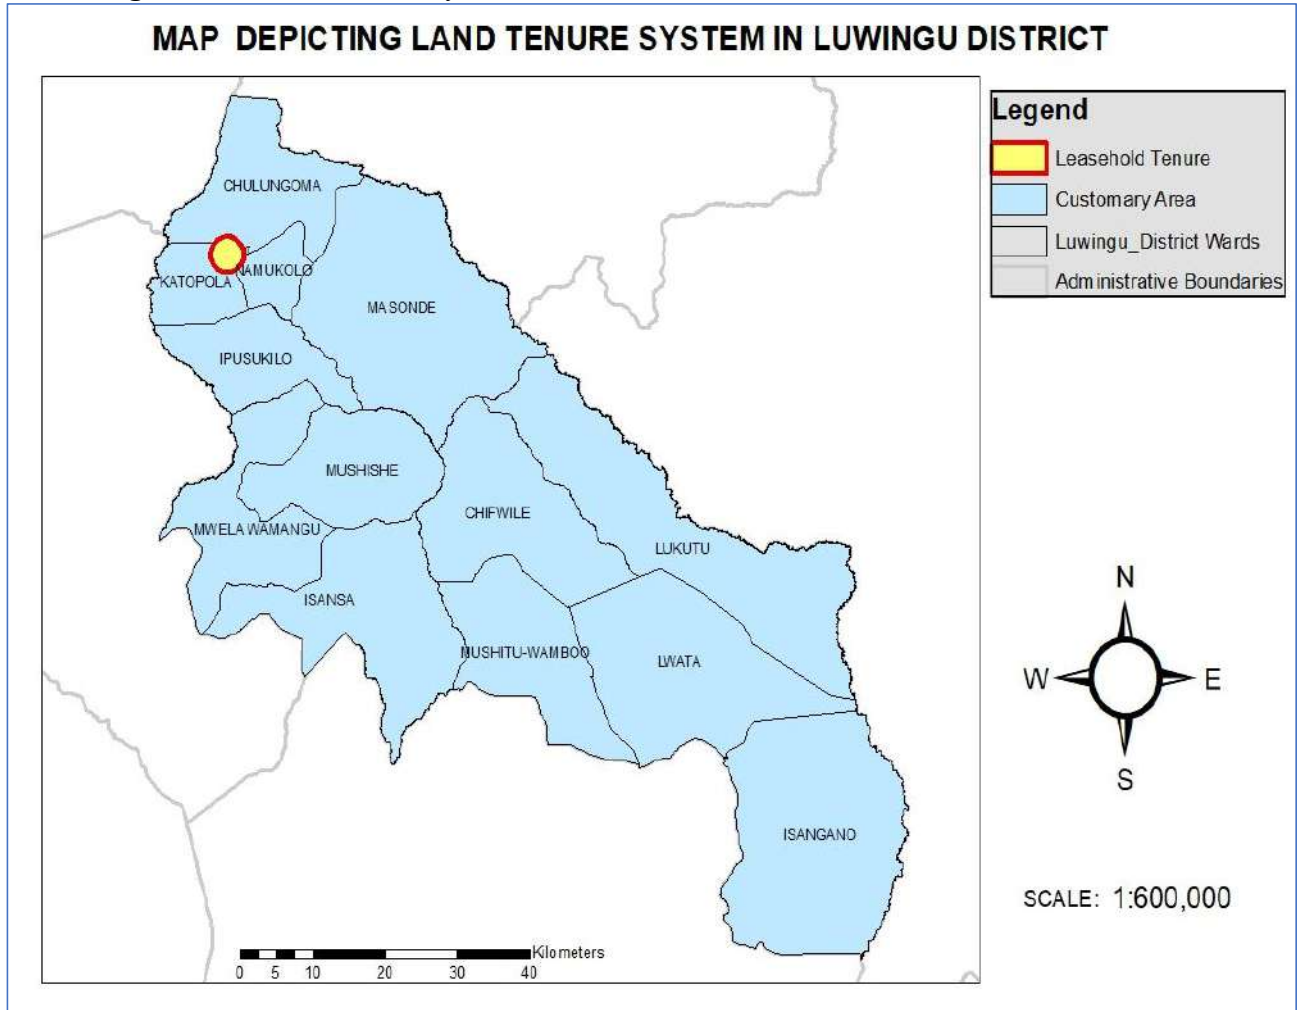 MAP DEPICTING LAND TENURE SYSTEM IN LUWINGU DISTRICT
Legend
Leasehold Tenure
Customary Area
Luwingu_District Wards
Administrative Boundaries
CHULUNGOMA
NAMUKOLO
KATOPOLA
MASONDE
IPUSUKILO
MUSHISHE
CHIFWILE
MWELA WAMANGU
LUKUTU
ISANSA
MUSHITU-WAMBOO
LWATA
ISANGANO
N
W
E
S
SCALE: 1:600,000
Kilometers
0 5 10 20 30 40